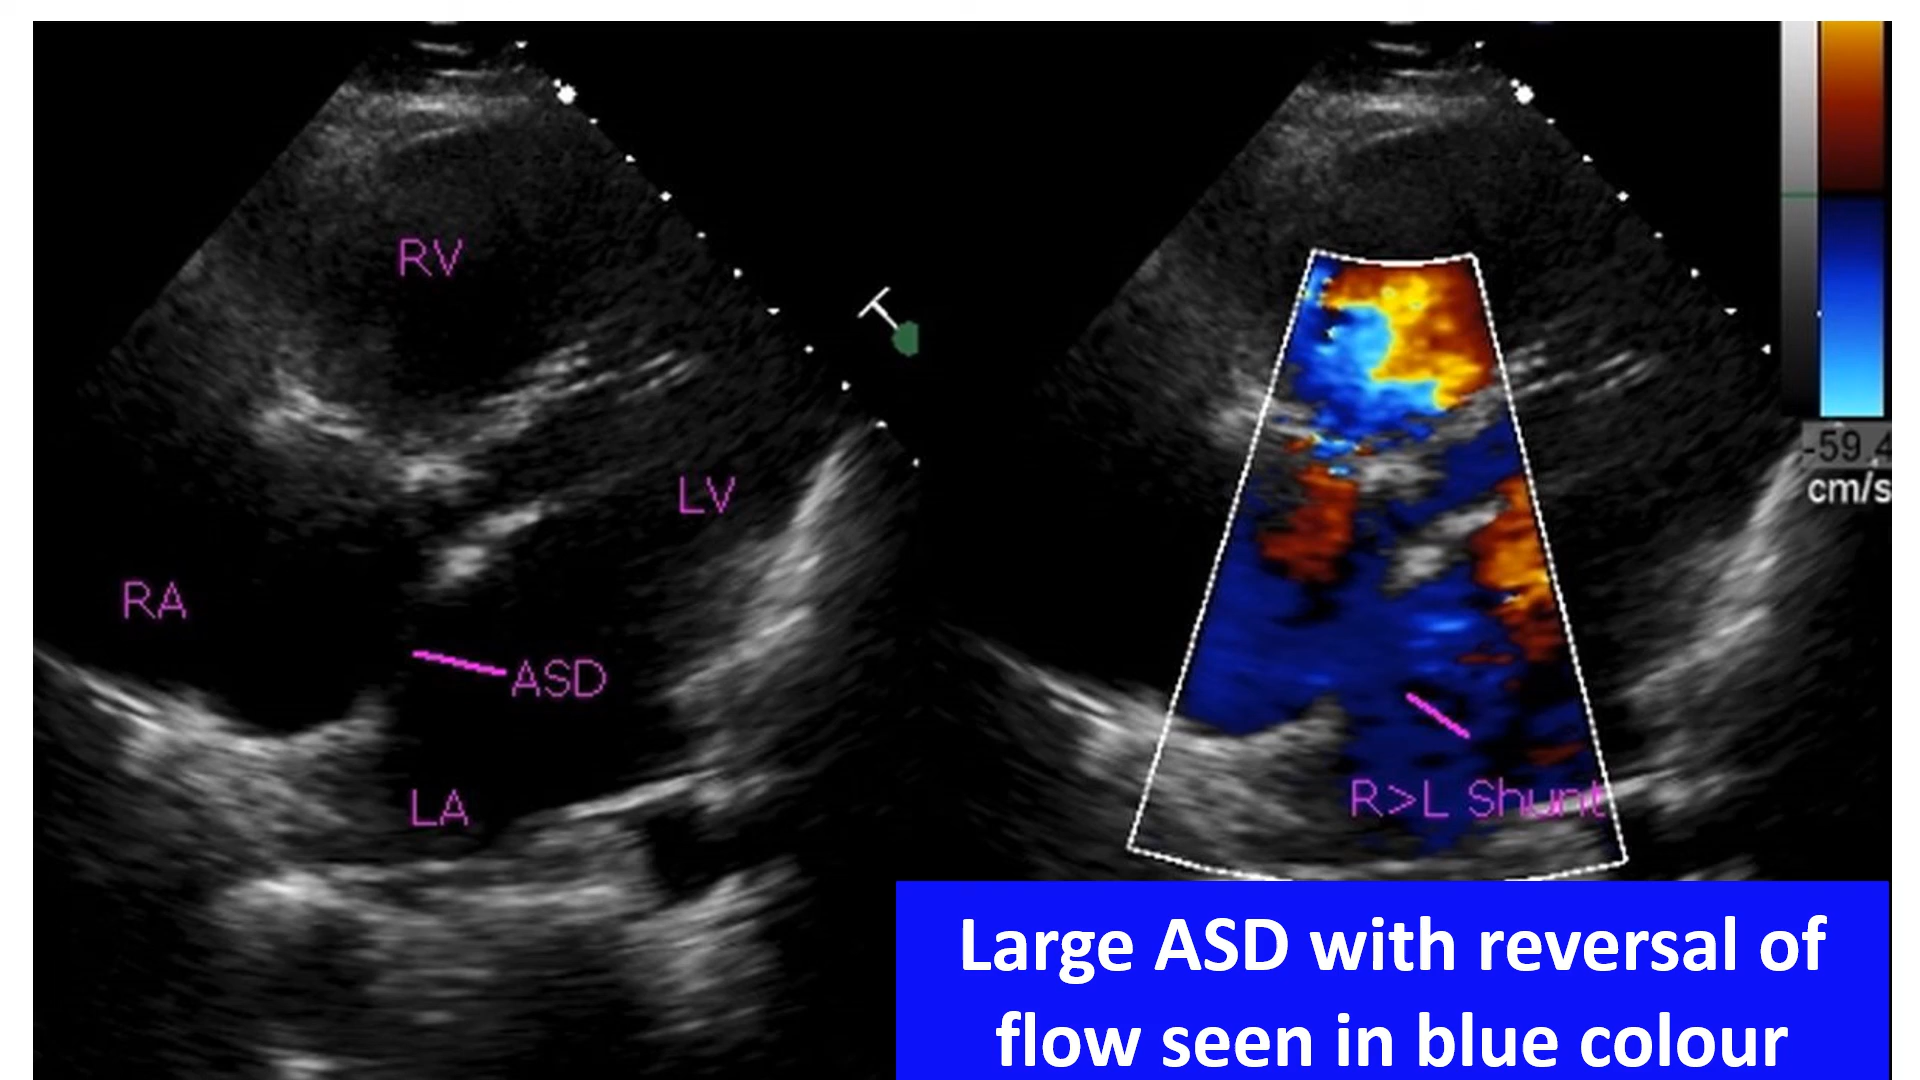 RV
LV
RA
ASD
LA
-59.4
cm/s
R>L Shunt
Large ASD with reversal of
flow seen in blue colour